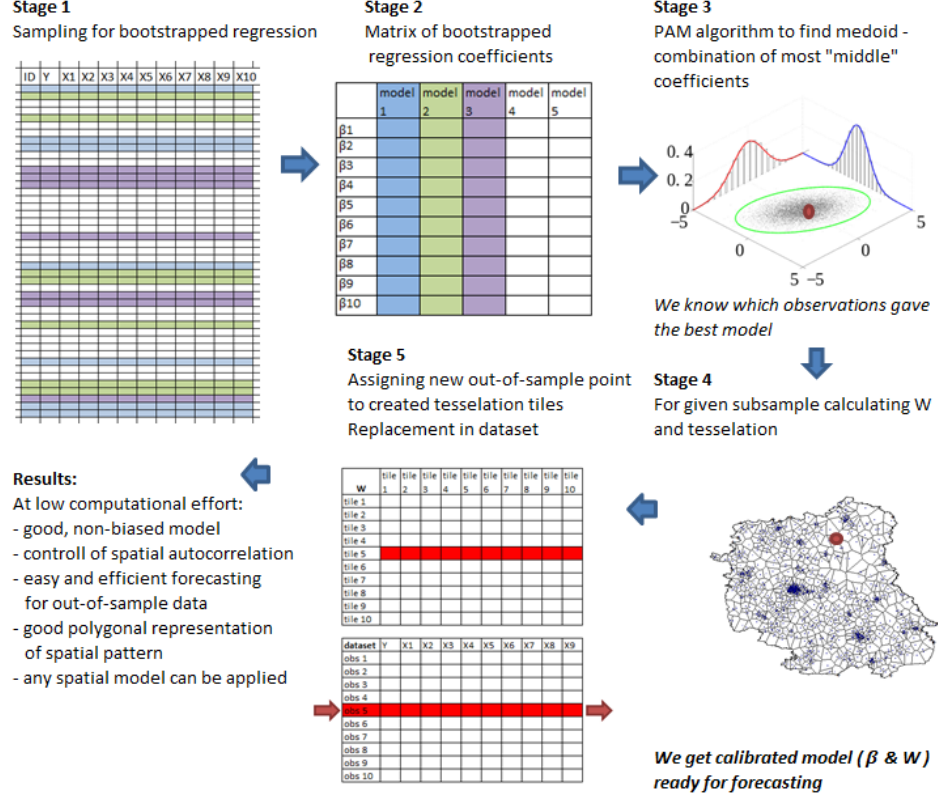 Stage 1
Sampling for bootstrapped regression
ID Y X1 X2 X3 X4 X5 X6 X7 X8 X9 X10
Stage 2
Matrix of bootstrapped
regression coefficients
model model model model model
1 2 3 4 5
β1
β2
β3
β4
β5
β6
β7
β8
β9
β10
Stage 3
PAM algorithm to find medoid -
combination of most "middle"
coefficients
0.4
0.2
0
−5
0
5
−5
0
5
We know which observations gave
the best model
Stage 4
For given subsample calculating W
and tesselation
We get calibrated model ( β & W )
ready for forecasting
Stage 5
Assigning new out-of-sample point
to created tesselation tiles
Replacement in dataset
tile tile tile tile tile tile tile tile tile tile
W 1 2 3 4 5 6 7 8 9 10
tile 1
tile 2
tile 3
tile 4
tile 5
tile 6
tile 7
tile 8
tile 9
tile 10
dataset Y X1 X2 X3 X4 X5 X6 X7 X8 X9
obs 1
obs 2
obs 3
obs 4
obs 5
obs 6
obs 7
obs 8
obs 9
obs 10
Results:
At low computational effort:
- good, non-biased model
- controll of spatial autocorrelation
- easy and efficient forecasting
for out-of-sample data
- good polygonal representation
of spatial pattern
- any spatial model can be applied